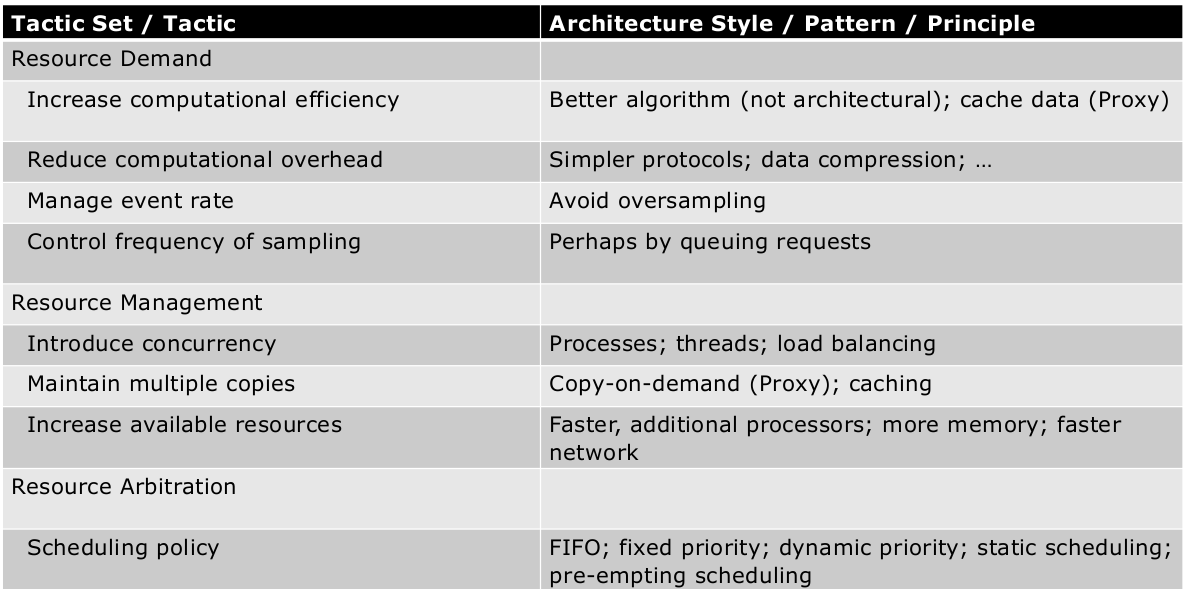 Tactic Set / Tactic
Architecture Style / Pattern / Principle
Resource Demand
Increase computational efficiency
Better algorithm (not architectural); cache data (Proxy)
Reduce computational overhead
Simpler protocols; data compression; …
Manage event rate
Avoid oversampling
Control frequency of sampling
Perhaps by queuing requests
Resource Management
Introduce concurrency
Processes; threads; load balancing
Maintain multiple copies
Copy-on-demand (Proxy); caching
Increase available resources
Faster, additional processors; more memory; faster
network
Resource Arbitration
Scheduling policy
FIFO; fixed priority; dynamic priority; static scheduling;
pre-empting scheduling